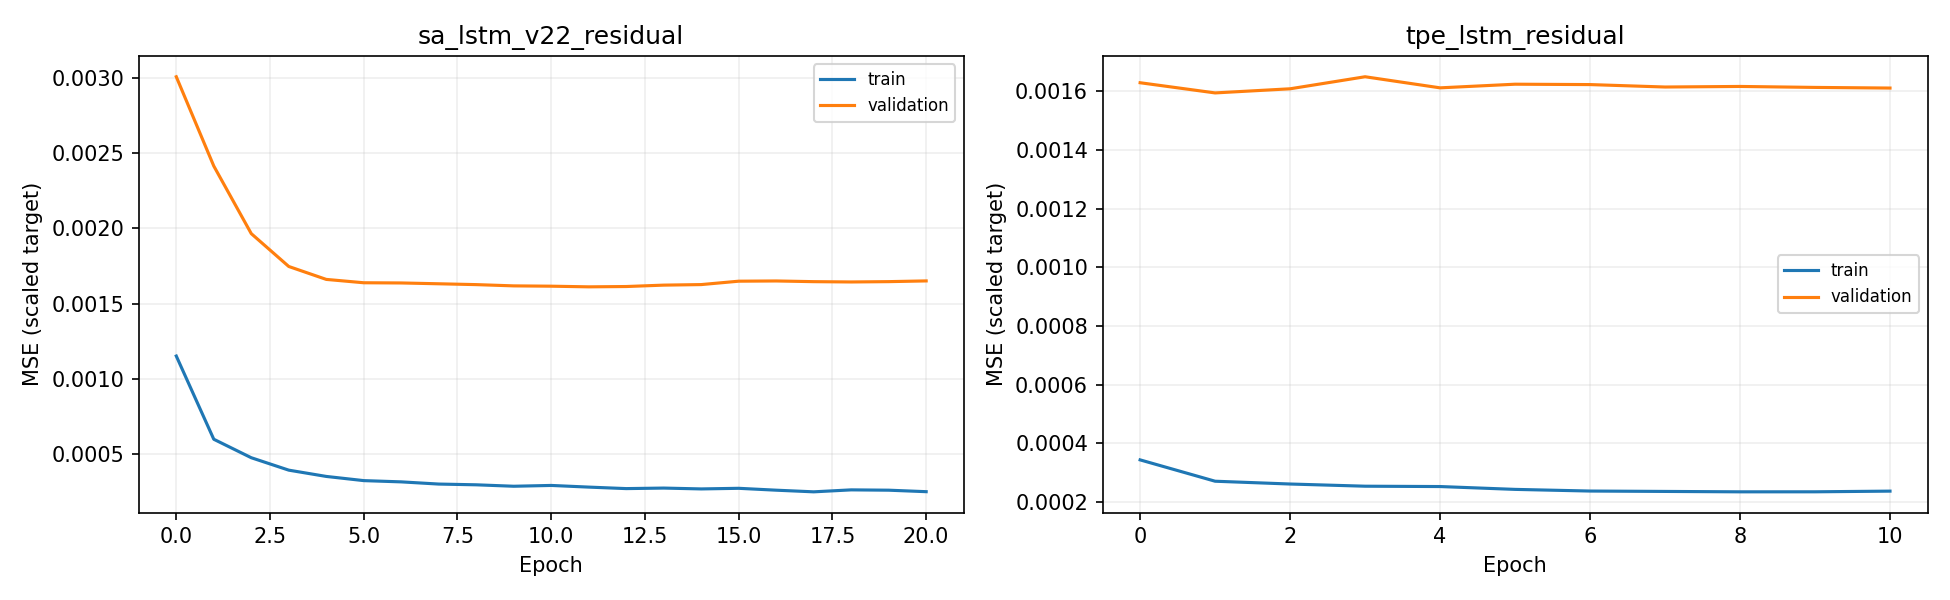 sa_lstm_v22_residual
MSE (scaled target)
0.0030
0.0025
0.0020
0.0015
0.0010
0.0005
train
validation
0.0
2.5
5.0
7.5
10.0
12.5
15.0
17.5
20.0
Epoch
tpe_lstm_residual
MSE (scaled target)
0.0016
0.0014
0.0012
0.0010
0.0008
0.0006
0.0004
0.0002
train
validation
0
2
4
6
8
10
Epoch